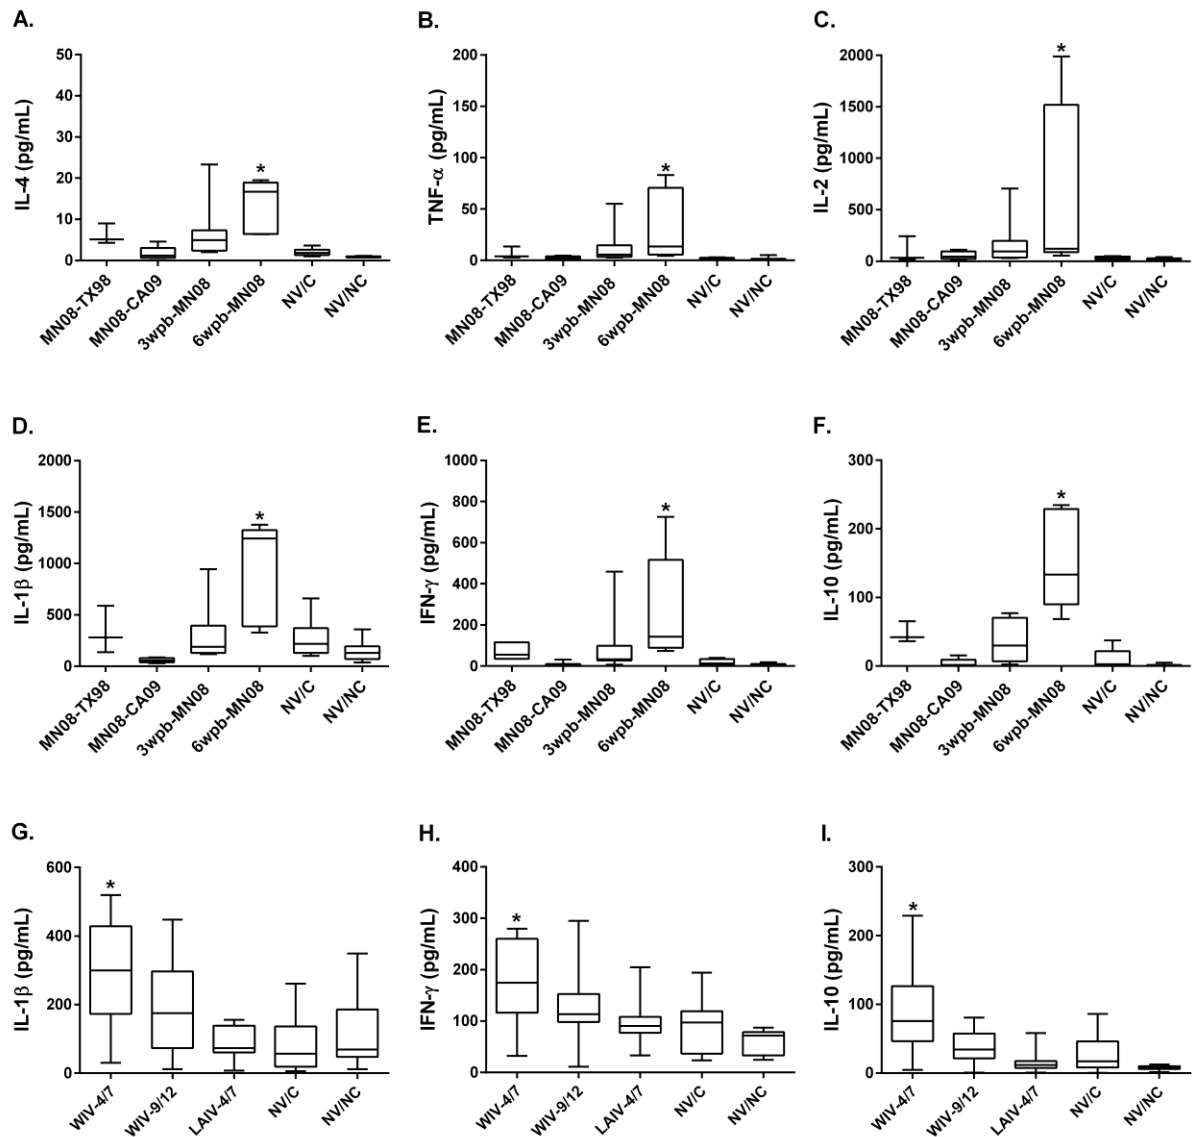 A.
IL-4 (pg/mL)
50
40
30
20
10
0
*
MN08-TX98
MN08-CA09
3wpb-MN08
6wpb-MN08
NV/C
NV/NC
B.
TNF-α (pg/mL)
200
150
100
50
0
*
MN08-TX98
MN08-CA09
3wpb-MN08
6wpb-MN08
NV/C
NV/NC
C.
IL-2 (pg/mL)
2000
1500
1000
500
0
*
MN08-TX98
MN08-CA09
3wpb-MN08
6wpb-MN08
NV/C
NV/NC
D.
IL-1β (pg/mL)
2000
1500
1000
500
0
*
MN08-TX98
MN08-CA09
3wpb-MN08
6wpb-MN08
NV/C
NV/NC
E.
IFN-γ (pg/mL)
1000
800
600
400
200
0
*
MN08-TX98
MN08-CA09
3wpb-MN08
6wpb-MN08
NV/C
NV/NC
F.
IL-10 (pg/mL)
300
200
100
0
*
MN08-TX98
MN08-CA09
3wpb-MN08
6wpb-MN08
NV/C
NV/NC
G.
IL-1β (pg/mL)
600
400
200
0
*
WIV-4/7
WIV-9/12
LAIV-4/7
NV/C
NV/NC
H.
IFN-γ (pg/mL)
400
300
200
100
0
*
WIV-4/7
WIV-9/12
LAIV-4/7
NV/C
NV/NC
I.
IL-10 (pg/mL)
300
200
100
0
*
WIV-4/7
WIV-9/12
LAIV-4/7
NV/C
NV/NC